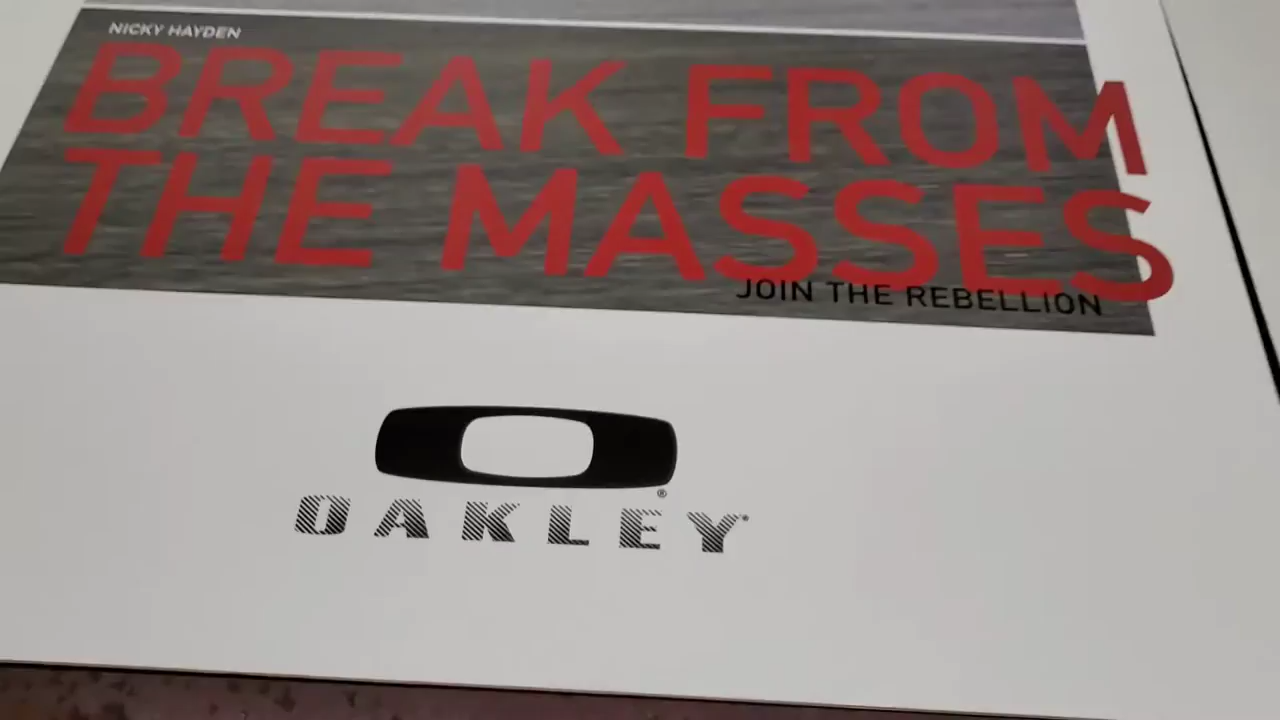 NICKY HAYDEN
BREAK FROM
THE MASSES
JOIN THE REBELLION
OAKLEY